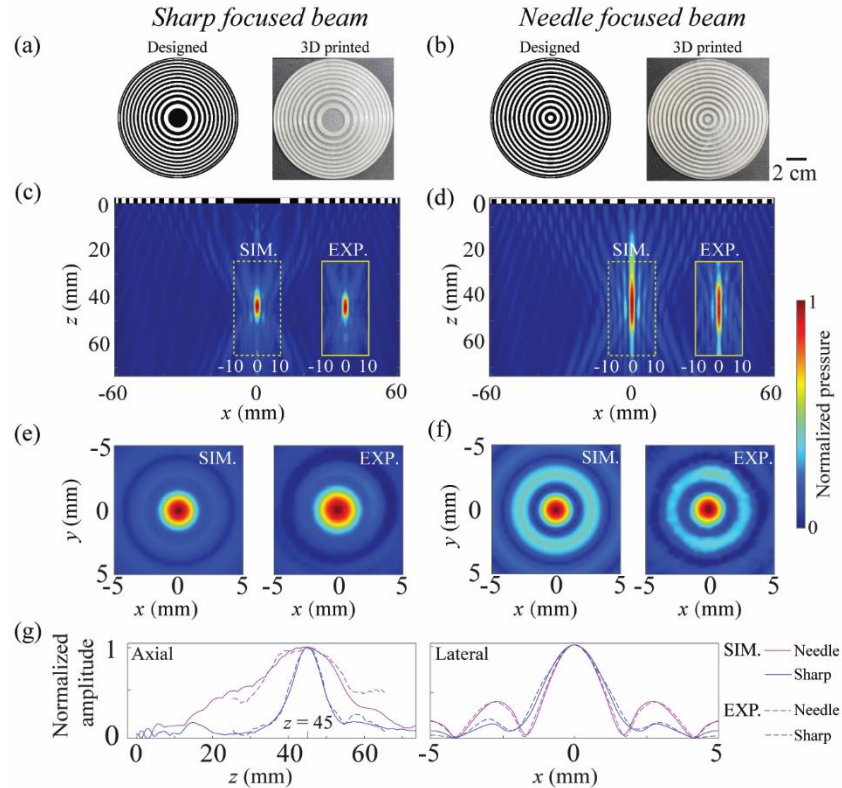 Sharp focused beam
Needle focused beam
(a)
Designed
3D printed
(b)
Designed
3D printed
2 cm
(c)
0
20
40
60
z (mm)
SIM.
EXP.
-10 0 10
-10 0 10
-60
0
60
x (mm)
(d)
0
20
40
60
z (mm)
SIM.
EXP.
-10 0 10
-10 0 10
-60
0
60
x (mm)
1
0
Normalized pressure
(e)
-5
0
5
y (mm)
SIM.
EXP.
-5 0 5
-5 0 5
x (mm)
x (mm)
(f)
-5
0
5
y (mm)
SIM.
EXP.
-5 0 5
-5 0 5
x (mm)
x (mm)
(g)
Normalized
amplitude
1
0
Axial
z = 45
0 20 40 60
z (mm)
Lateral
-5 0 5
x (mm)
SIM.
Needle
Sharp
EXP.
Needle
Sharp